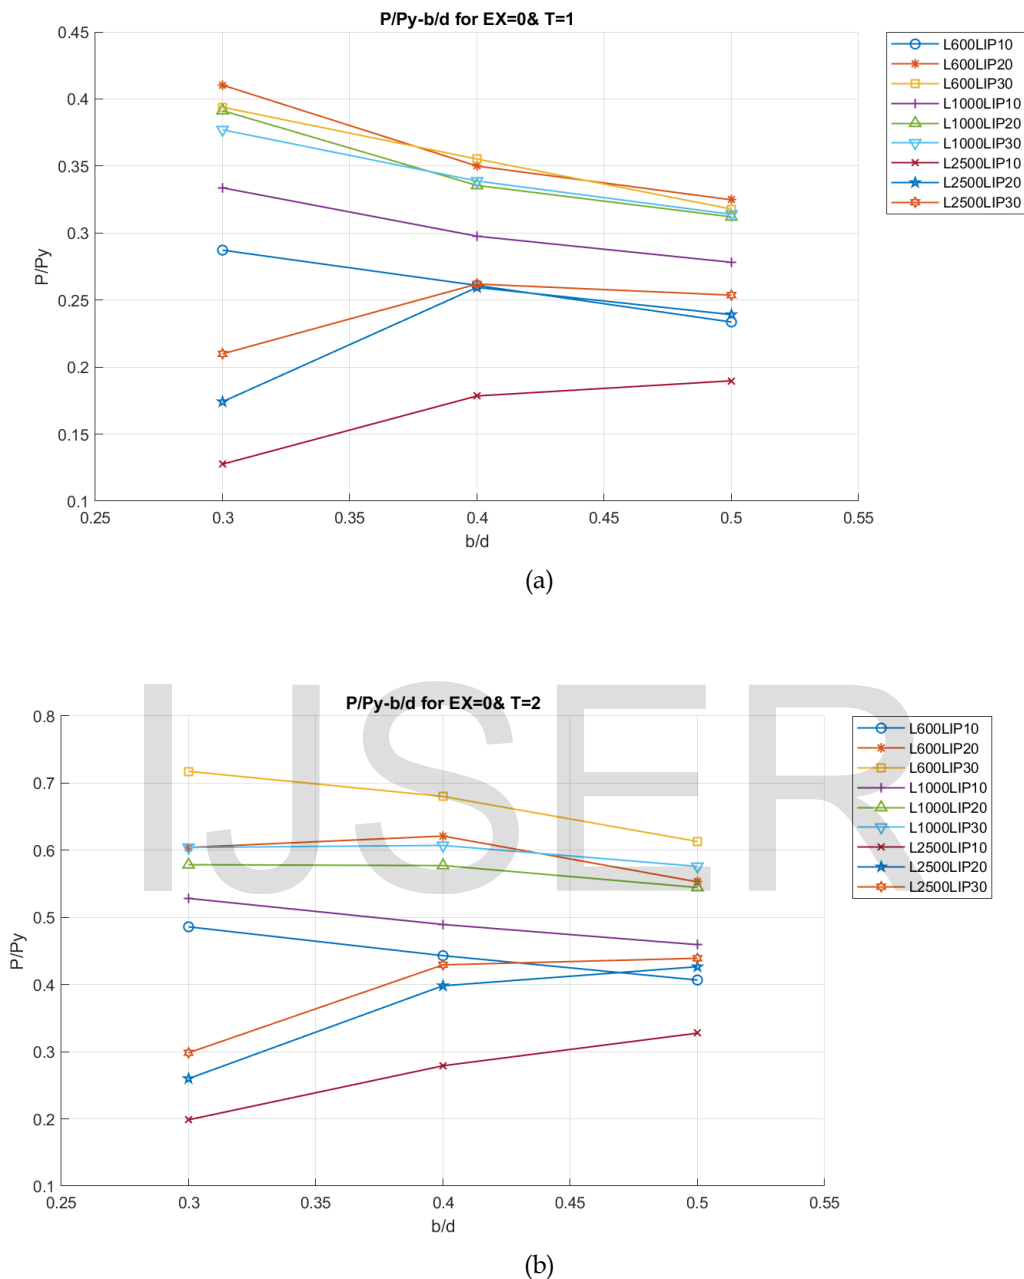 P/Py-b/d for EX=0& T=1
0.45
0.4
0.35
0.3
0.25
0.2
0.15
0.1
P/Py
0.25
0.3
0.35
0.4
0.45
0.5
0.55
b/d
L600LIP10
L600LIP20
L600LIP30
L1000LIP10
L1000LIP20
L1000LIP30
L2500LIP10
L2500LIP20
L2500LIP30
(a)
IJSER
P/Py-b/d for EX=0& T=2
0.8
0.7
0.6
0.5
0.4
0.3
0.2
0.1
P/Py
0.25
0.3
0.35
0.4
0.45
0.5
0.55
b/d
L600LIP10
L600LIP20
L600LIP30
L1000LIP10
L1000LIP20
L1000LIP30
L2500LIP10
L2500LIP20
L2500LIP30
(b)